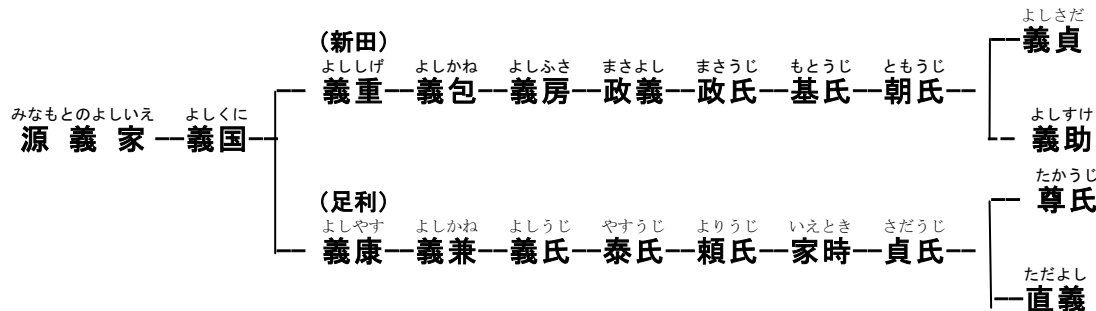 よしさだ
義貞
(新田)
よししげ よしかね よしふさ まさよし まさうじ もとうじ ともうじ
義重 義包 義房 政義 政氏 基氏 朝氏
みなもとのよしいえ よしくに
源 義 家 義国
よしすけ
義助
たかうじ
尊氏
(足利)
よしやす よしかね よしうじ やすうじ よりうじ いえとき さだうじ
義康 義兼 義氏 泰氏 頼氏 家時 貞氏
ただよし
直義